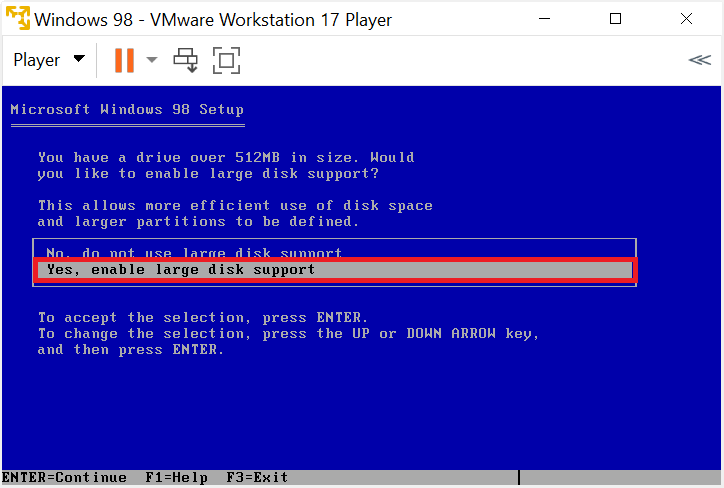 Windows 98 - VMware Workstation 17 Player
Player
Microsoft Windows 98 Setup
You have a drive over 512MB in size. Would
you like to enable large disk support?
This allows more efficient use of disk space
and larger partitions to be defined.
No, do not use large disk support
Yes, enable large disk support
To accept the selection, press ENTER.
To change the selection, press the UP or DOWN ARROW key,
and then press ENTER.
ENTER=Continue F1=Help F3=Exit